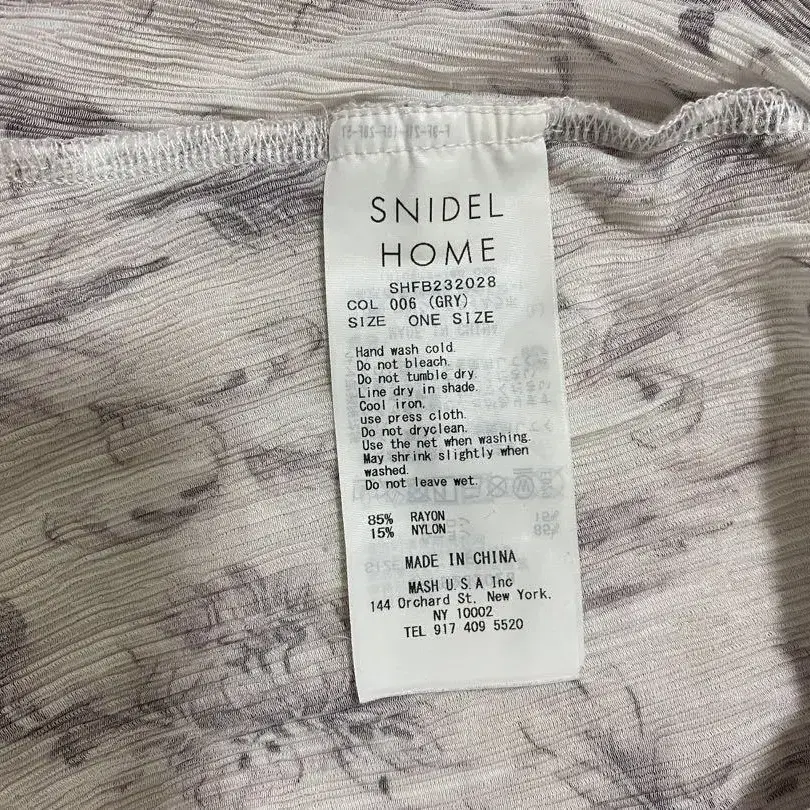 SNIDEL
HOME
SHFB232028
COL 006 (GRY)
SIZE ONE SIZE
Hand wash cold.
Do not bleach.
Do not tumble dry.
Line dry in shade.
Cool iron.
use press cloth.
Do not dryclean.
Use the net when washing.
May shrink slightly when
washed.
Do not leave wet.
85% RAYON
15% NYLON
MADE IN CHINA
MASH U.S.A Inc
144 Orchard St. New York.
NY 10002
TEL 917 409 5520